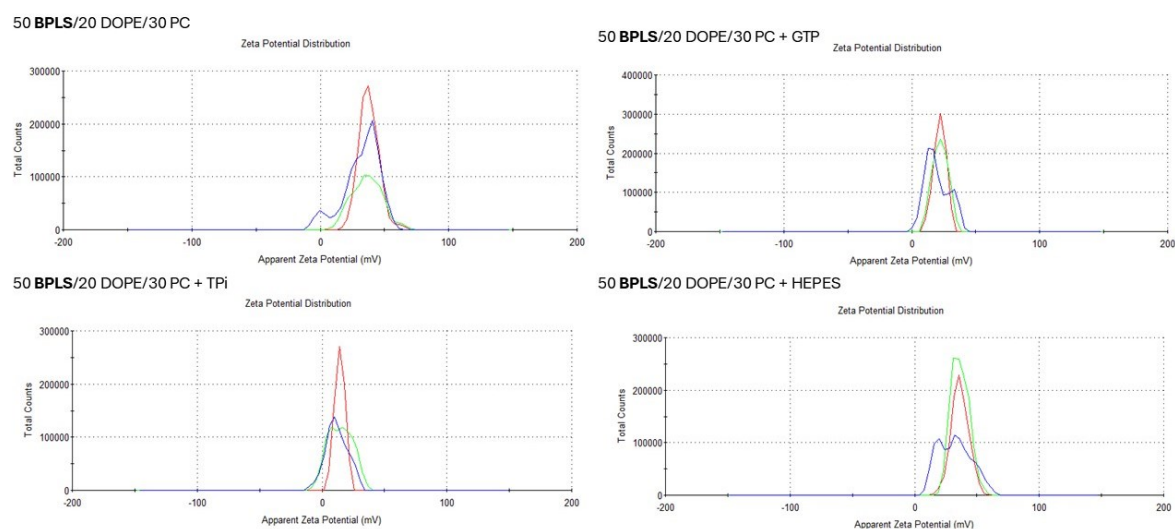 50 BPLS/20 DOPE/30 PC
Zeta Potential Distribution
300000
200000
100000
0
-200
-100
0
100
200
Total Counts
Apparent Zeta Potential (mV)
50 BPLS/20 DOPE/30 PC + GTP
Zeta Potential Distribution
400000
300000
200000
100000
0
-200
-100
0
100
200
Total Counts
Apparent Zeta Potential (mV)
50 BPLS/20 DOPE/30 PC + TPi
Zeta Potential Distribution
300000
200000
100000
0
-200
-100
0
100
200
Total Counts
Apparent Zeta Potential (mV)
50 BPLS/20 DOPE/30 PC + HEPES
Zeta Potential Distribution
300000
200000
100000
0
-200
-100
0
100
200
Total Counts
Apparent Zeta Potential (mV)